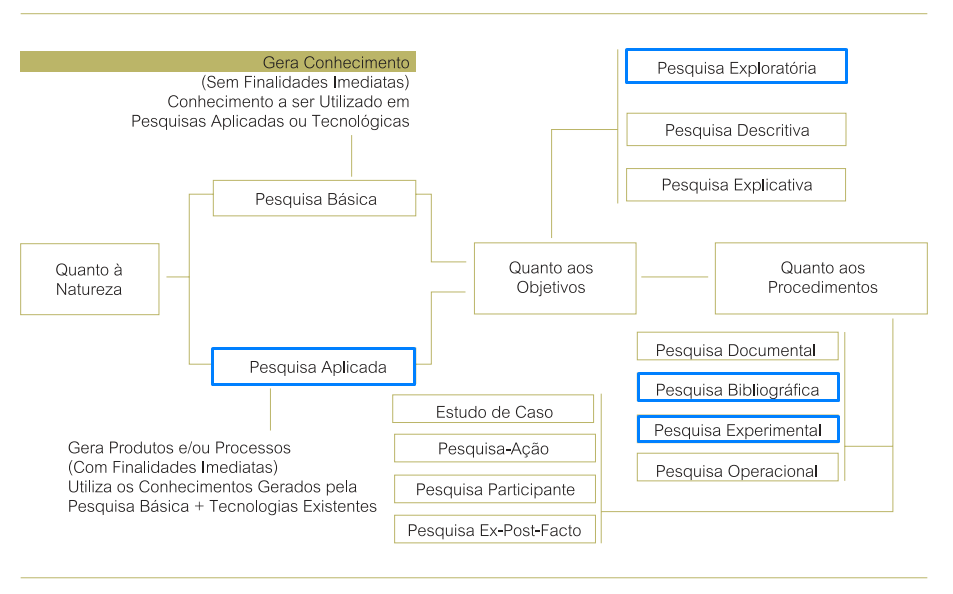 Gera Conhecimento
(Sem Finalidades Imediatas)
Conhecimento a ser Utilizado em
Pesquisas Aplicadas ou Tecnológicas
Pesquisa Exploratória
Pesquisa Descritiva
Pesquisa Explicativa
Pesquisa Básica
Quanto à
Natureza
Quanto aos
Objetivos
Quanto aos
Procedimentos
Pesquisa Aplicada
Gera Produtos e/ou Processos
(Com Finalidades Imediatas)
Utiliza os Conhecimentos Gerados pela
Pesquisa Básica + Tecnologias Existentes
Pesquisa Documental
Pesquisa Bibliográfica
Pesquisa Experimental
Pesquisa Operacional
Estudo de Caso
Pesquisa-Ação
Pesquisa Participante
Pesquisa Ex-Post-Facto